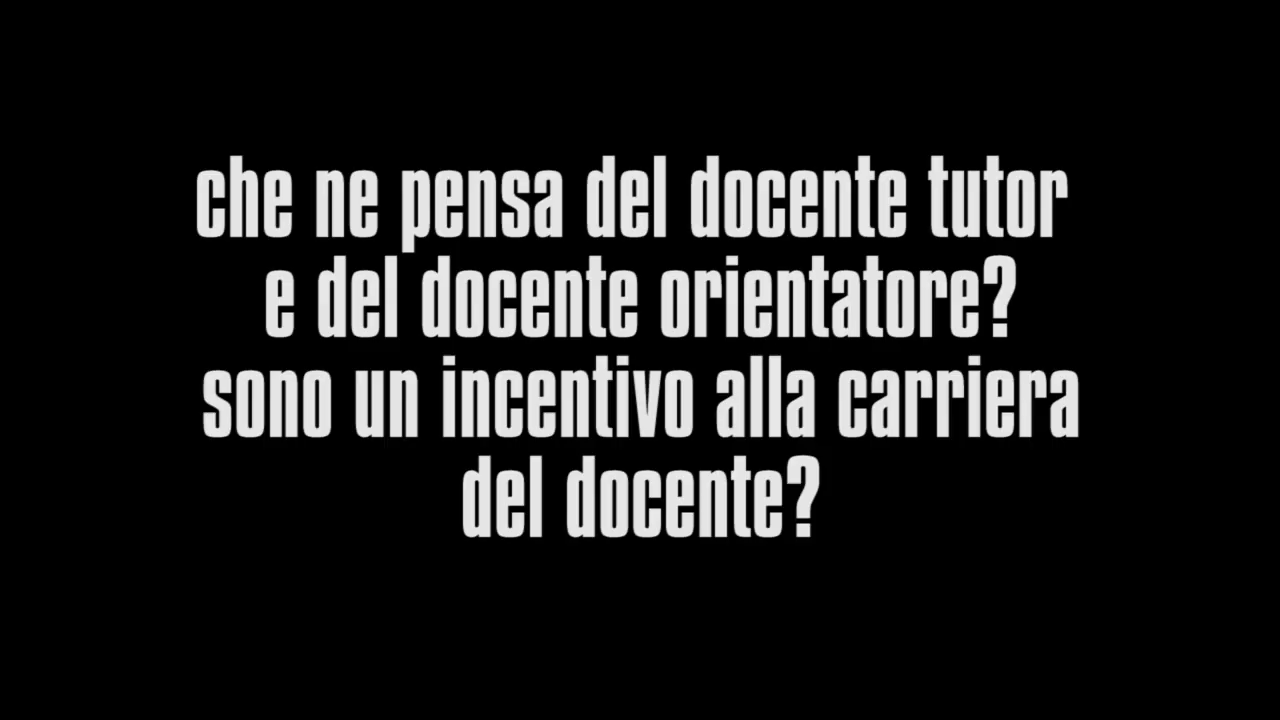 che ne pensa del docente tutor
e del docente orientatore?
sono un incentivo alla carriera
del docente?